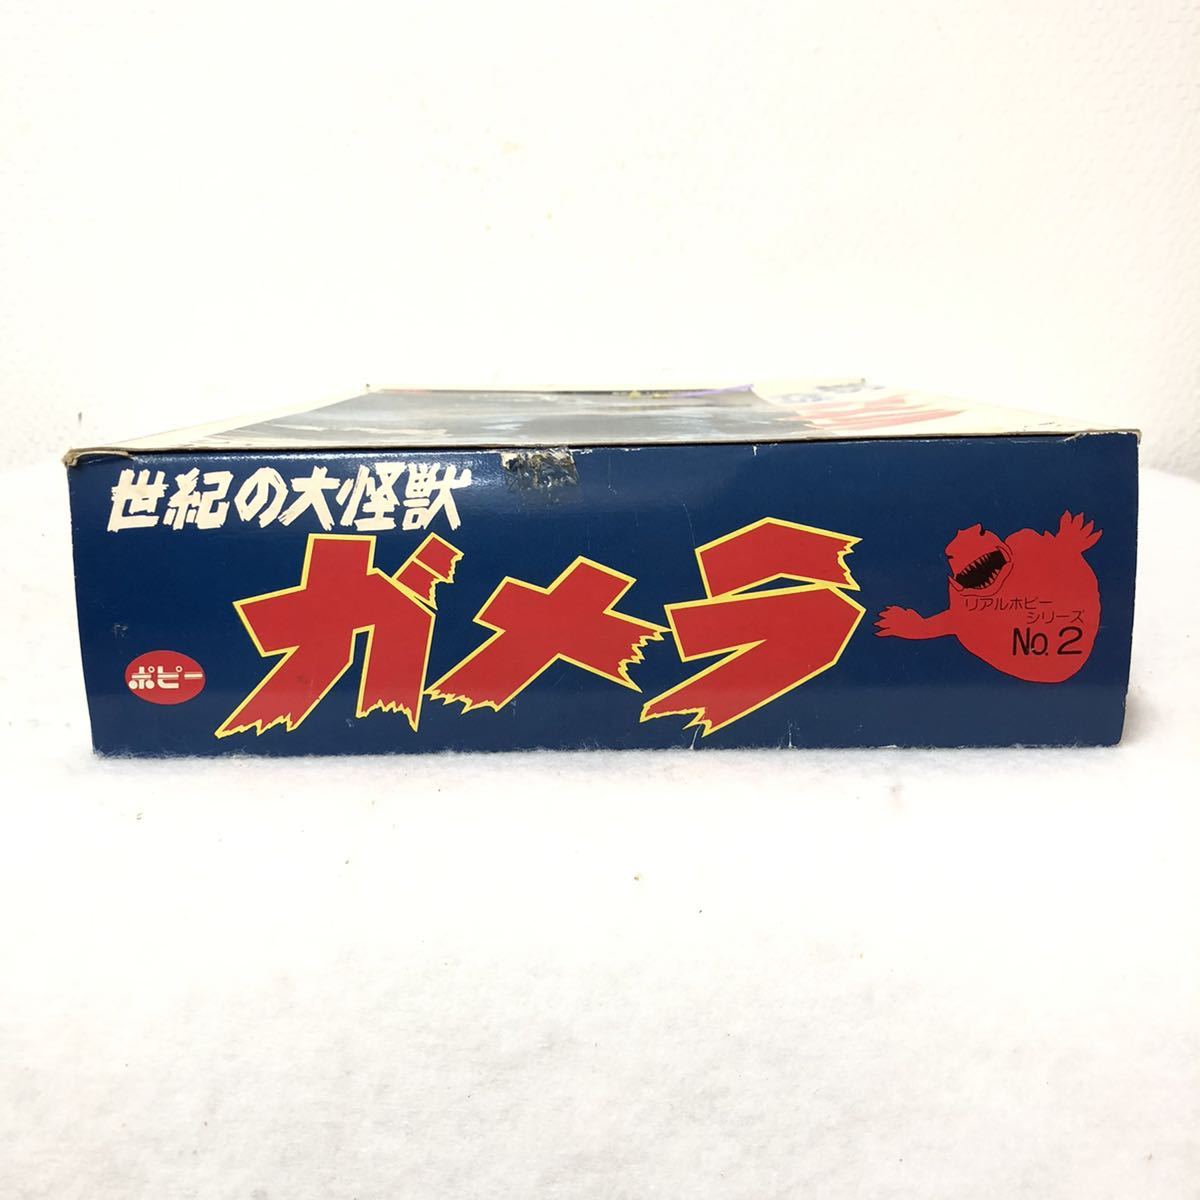 世紀の大怪獣
ガメラ
ポピー
リアルホビー
シリーズ
No.2